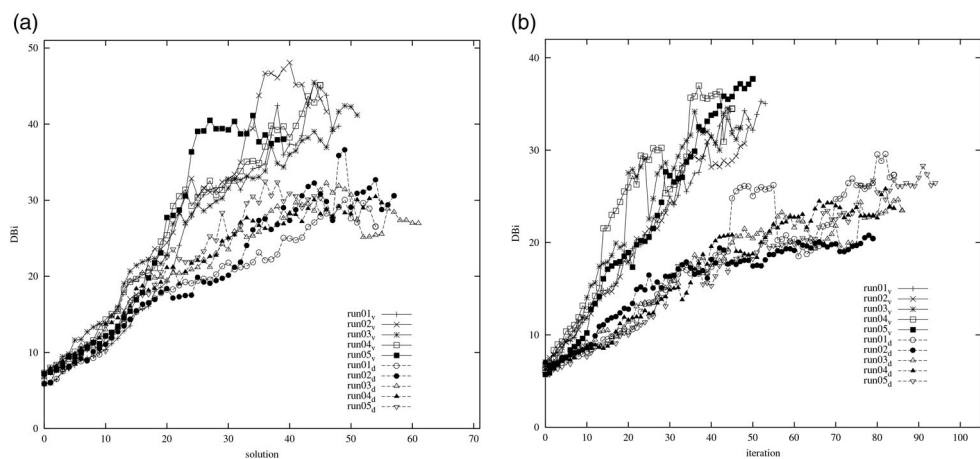 (a)
50
40
30
20
10
0
DBi
0 10 20 30 40 50 60 70
solution
run01v
run02v
run03v
run04v
run05v
run01d
run02d
run03d
run04d
run05d
(b)
40
30
20
10
0
DBi
0 10 20 30 40 50 60 70 80 90 100
iteration
run01v
run02v
run03v
run04v
run05v
run01d
run02d
run03d
run04d
run05d